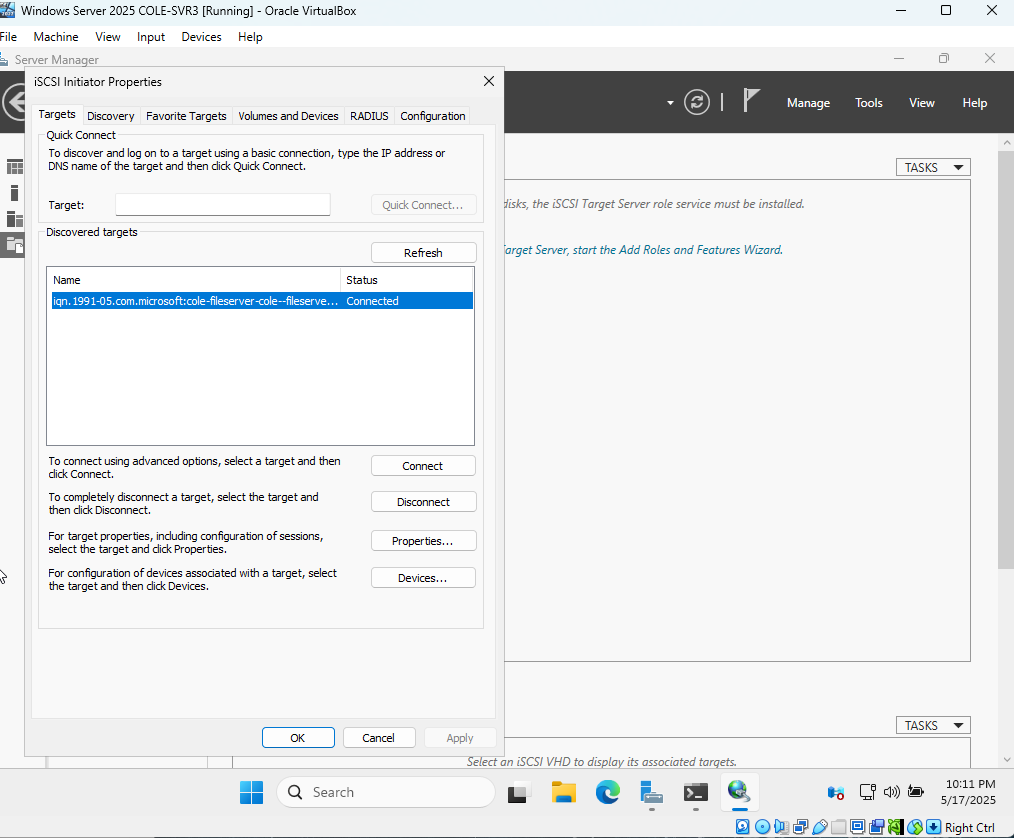 Windows Server 2025 COLE-SVR3 [Running] - Oracle VirtualBox
File Machine View Input Devices Help
Server Manager
iSCSI Initiator Properties
Manage Tools View Help
Targets Discovery Favorite Targets Volumes and Devices RADIUS Configuration
Quick Connect
To discover and log on to a target using a basic connection, type the IP address or
DNS name of the target and then click Quick Connect.
TASKS
Target:
Quick Connect...
disks, the iSCSI Target Server role service must be installed.
Discovered targets
Refresh
Target Server, start the Add Roles and Features Wizard.
Name Status
iqn.1991-05.com.microsoft:cole-fileserver-cole--fileserve... Connected
To connect using advanced options, select a target and then
click Connect.
Connect
To completely disconnect a target, select the target and
then click Disconnect.
Disconnect
For target properties, including configuration of sessions,
select the target and click Properties.
Properties...
For configuration of devices associated with a target, select
the target and then click Devices.
Devices...
TASKS
OK Cancel Apply
Select an iSCSI VHD to display its associated targets.
Search
10:11 PM
5/17/2025
Right Ctrl